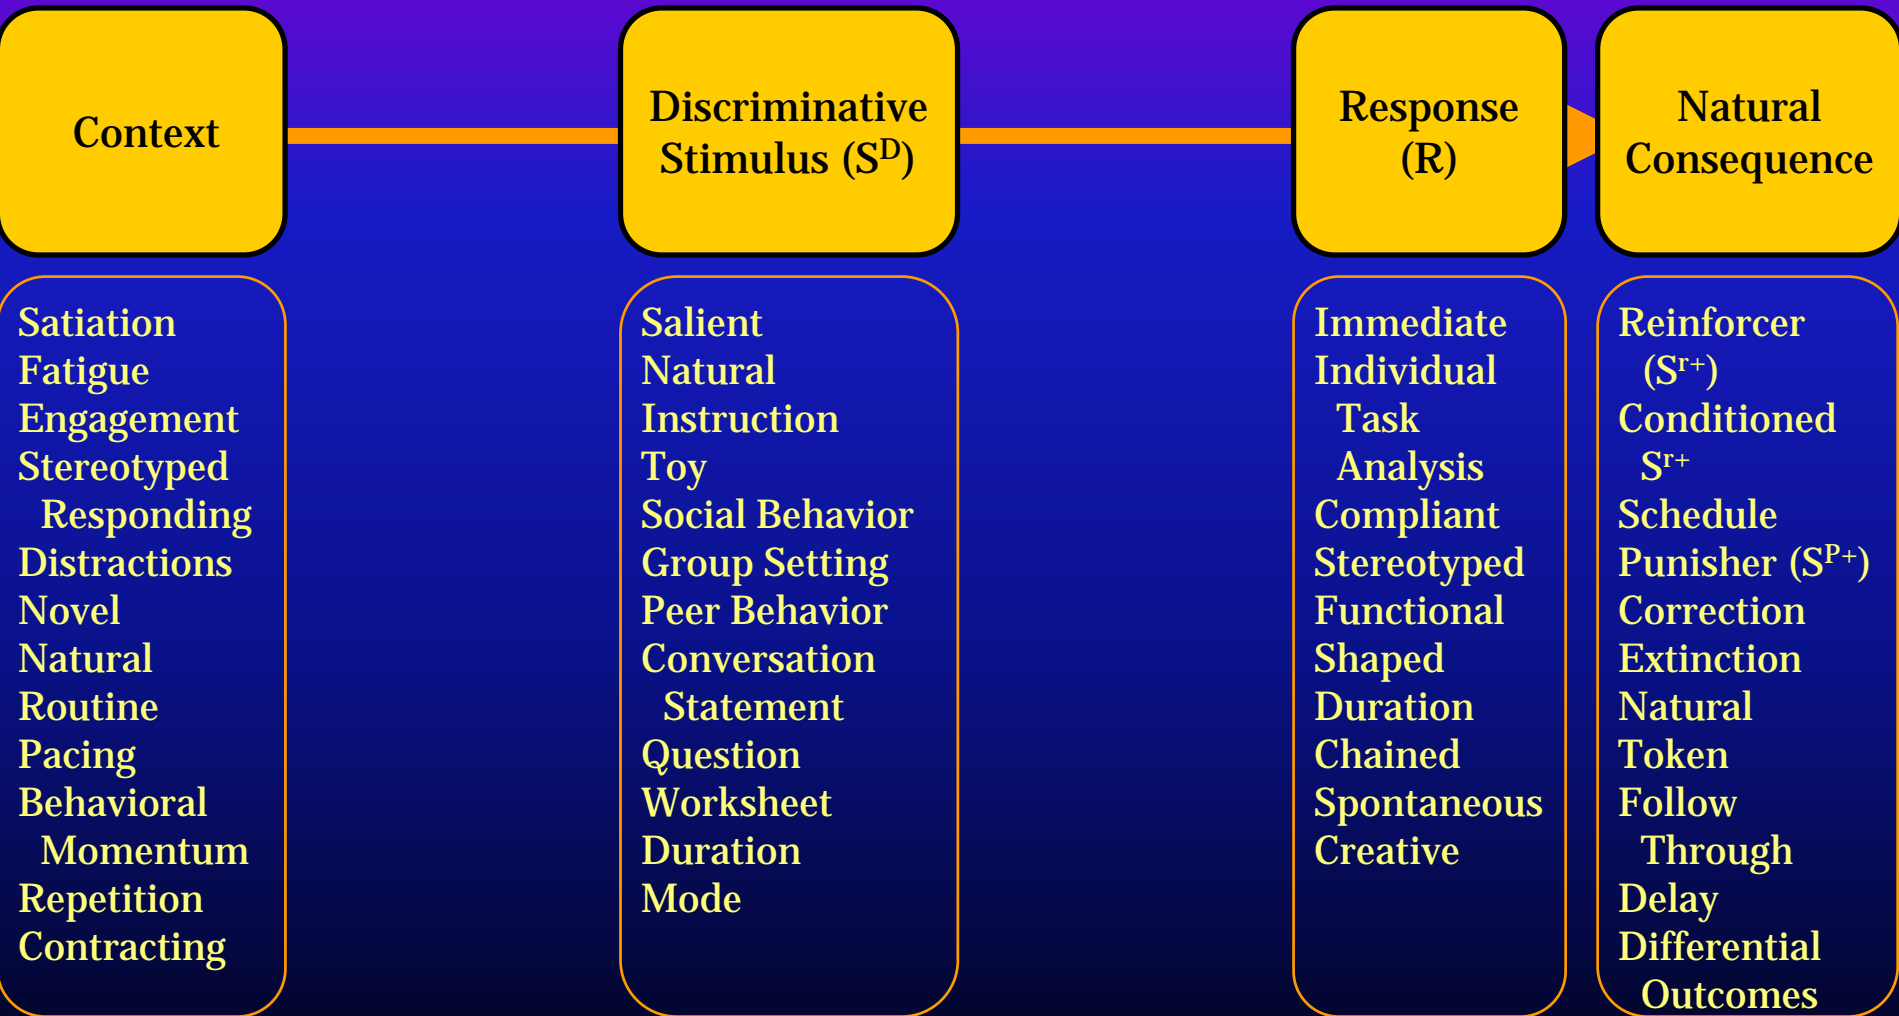 Context
Discriminative
Stimulus (Sᴰ)
Response
(R)
Natural
Consequence
Satiation
Fatigue
Engagement
Stereotyped
Responding
Distractions
Novel
Natural
Routine
Pacing
Behavioral
Momentum
Repetition
Contracting
Salient
Natural
Instruction
Toy
Social Behavior
Group Setting
Peer Behavior
Conversation
Statement
Question
Worksheet
Duration
Mode
Immediate
Individual
Task
Analysis
Compliant
Stereotyped
Functional
Shaped
Duration
Chained
Spontaneous
Creative
Reinforcer
(Sʳ⁺)
Conditioned
Sʳ⁺
Schedule
Punisher (Sᴾ⁺)
Correction
Extinction
Natural
Token
Follow
Through
Delay
Differential
Outcomes